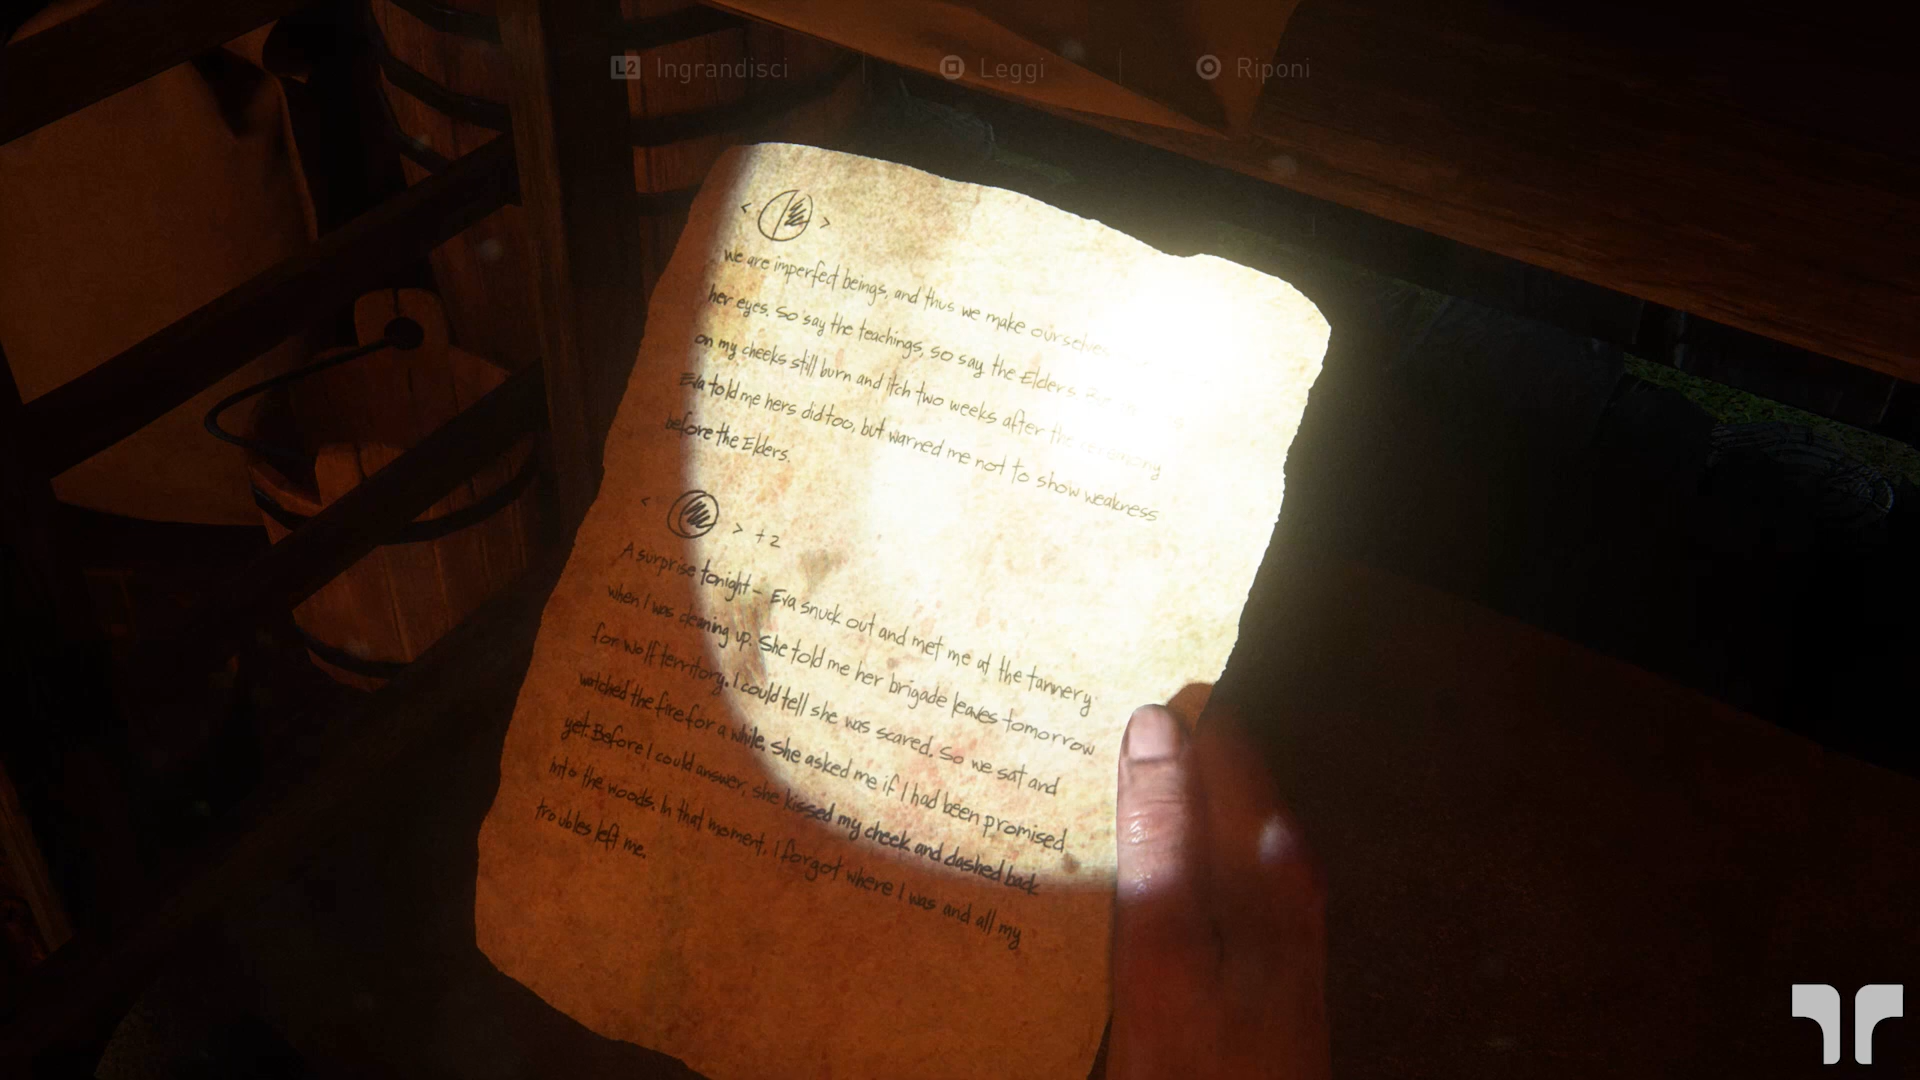 L2 Ingrandisci Leggi Riponi
< >
We are imperfect beings, and thus we make ourselves
her eyes. So say the teachings, so say the Elders.
on my cheeks still burn and itch two weeks after the ceremony
Eva told me hers did too, but warned me not to show weakness
before the Elders.
< > + 2
A surprise tonight - Eva snuck out and met me at the tannery
when I was cleaning up. She told me her brigade leaves tomorrow
for wolf territory. I could tell she was scared. So we sat and
watched the fire for a while. She asked me if I had been promised
yet. Before I could answer, she kissed my cheek and dashed back
into the woods. In that moment, I forgot where I was and all my
troubles left me.